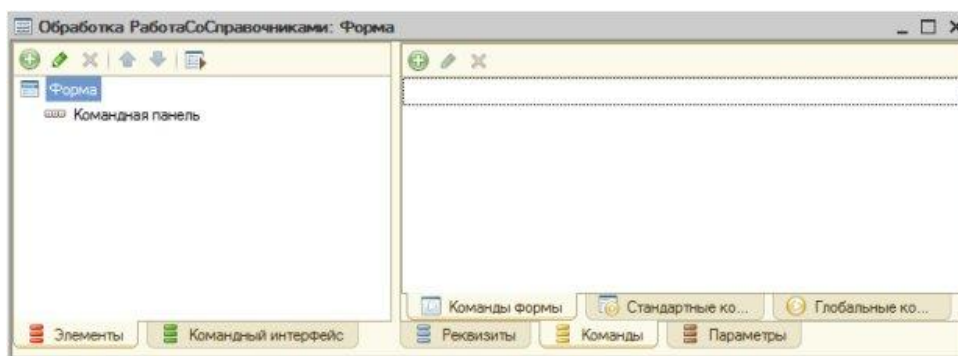 Обработка РаботаСоСправочниками: Форма
Форма
Командная панель
Команды формы
Стандартные ко...
Глобальные ко...
Элементы
Командный интерфейс
Реквизиты
Команды
Параметры